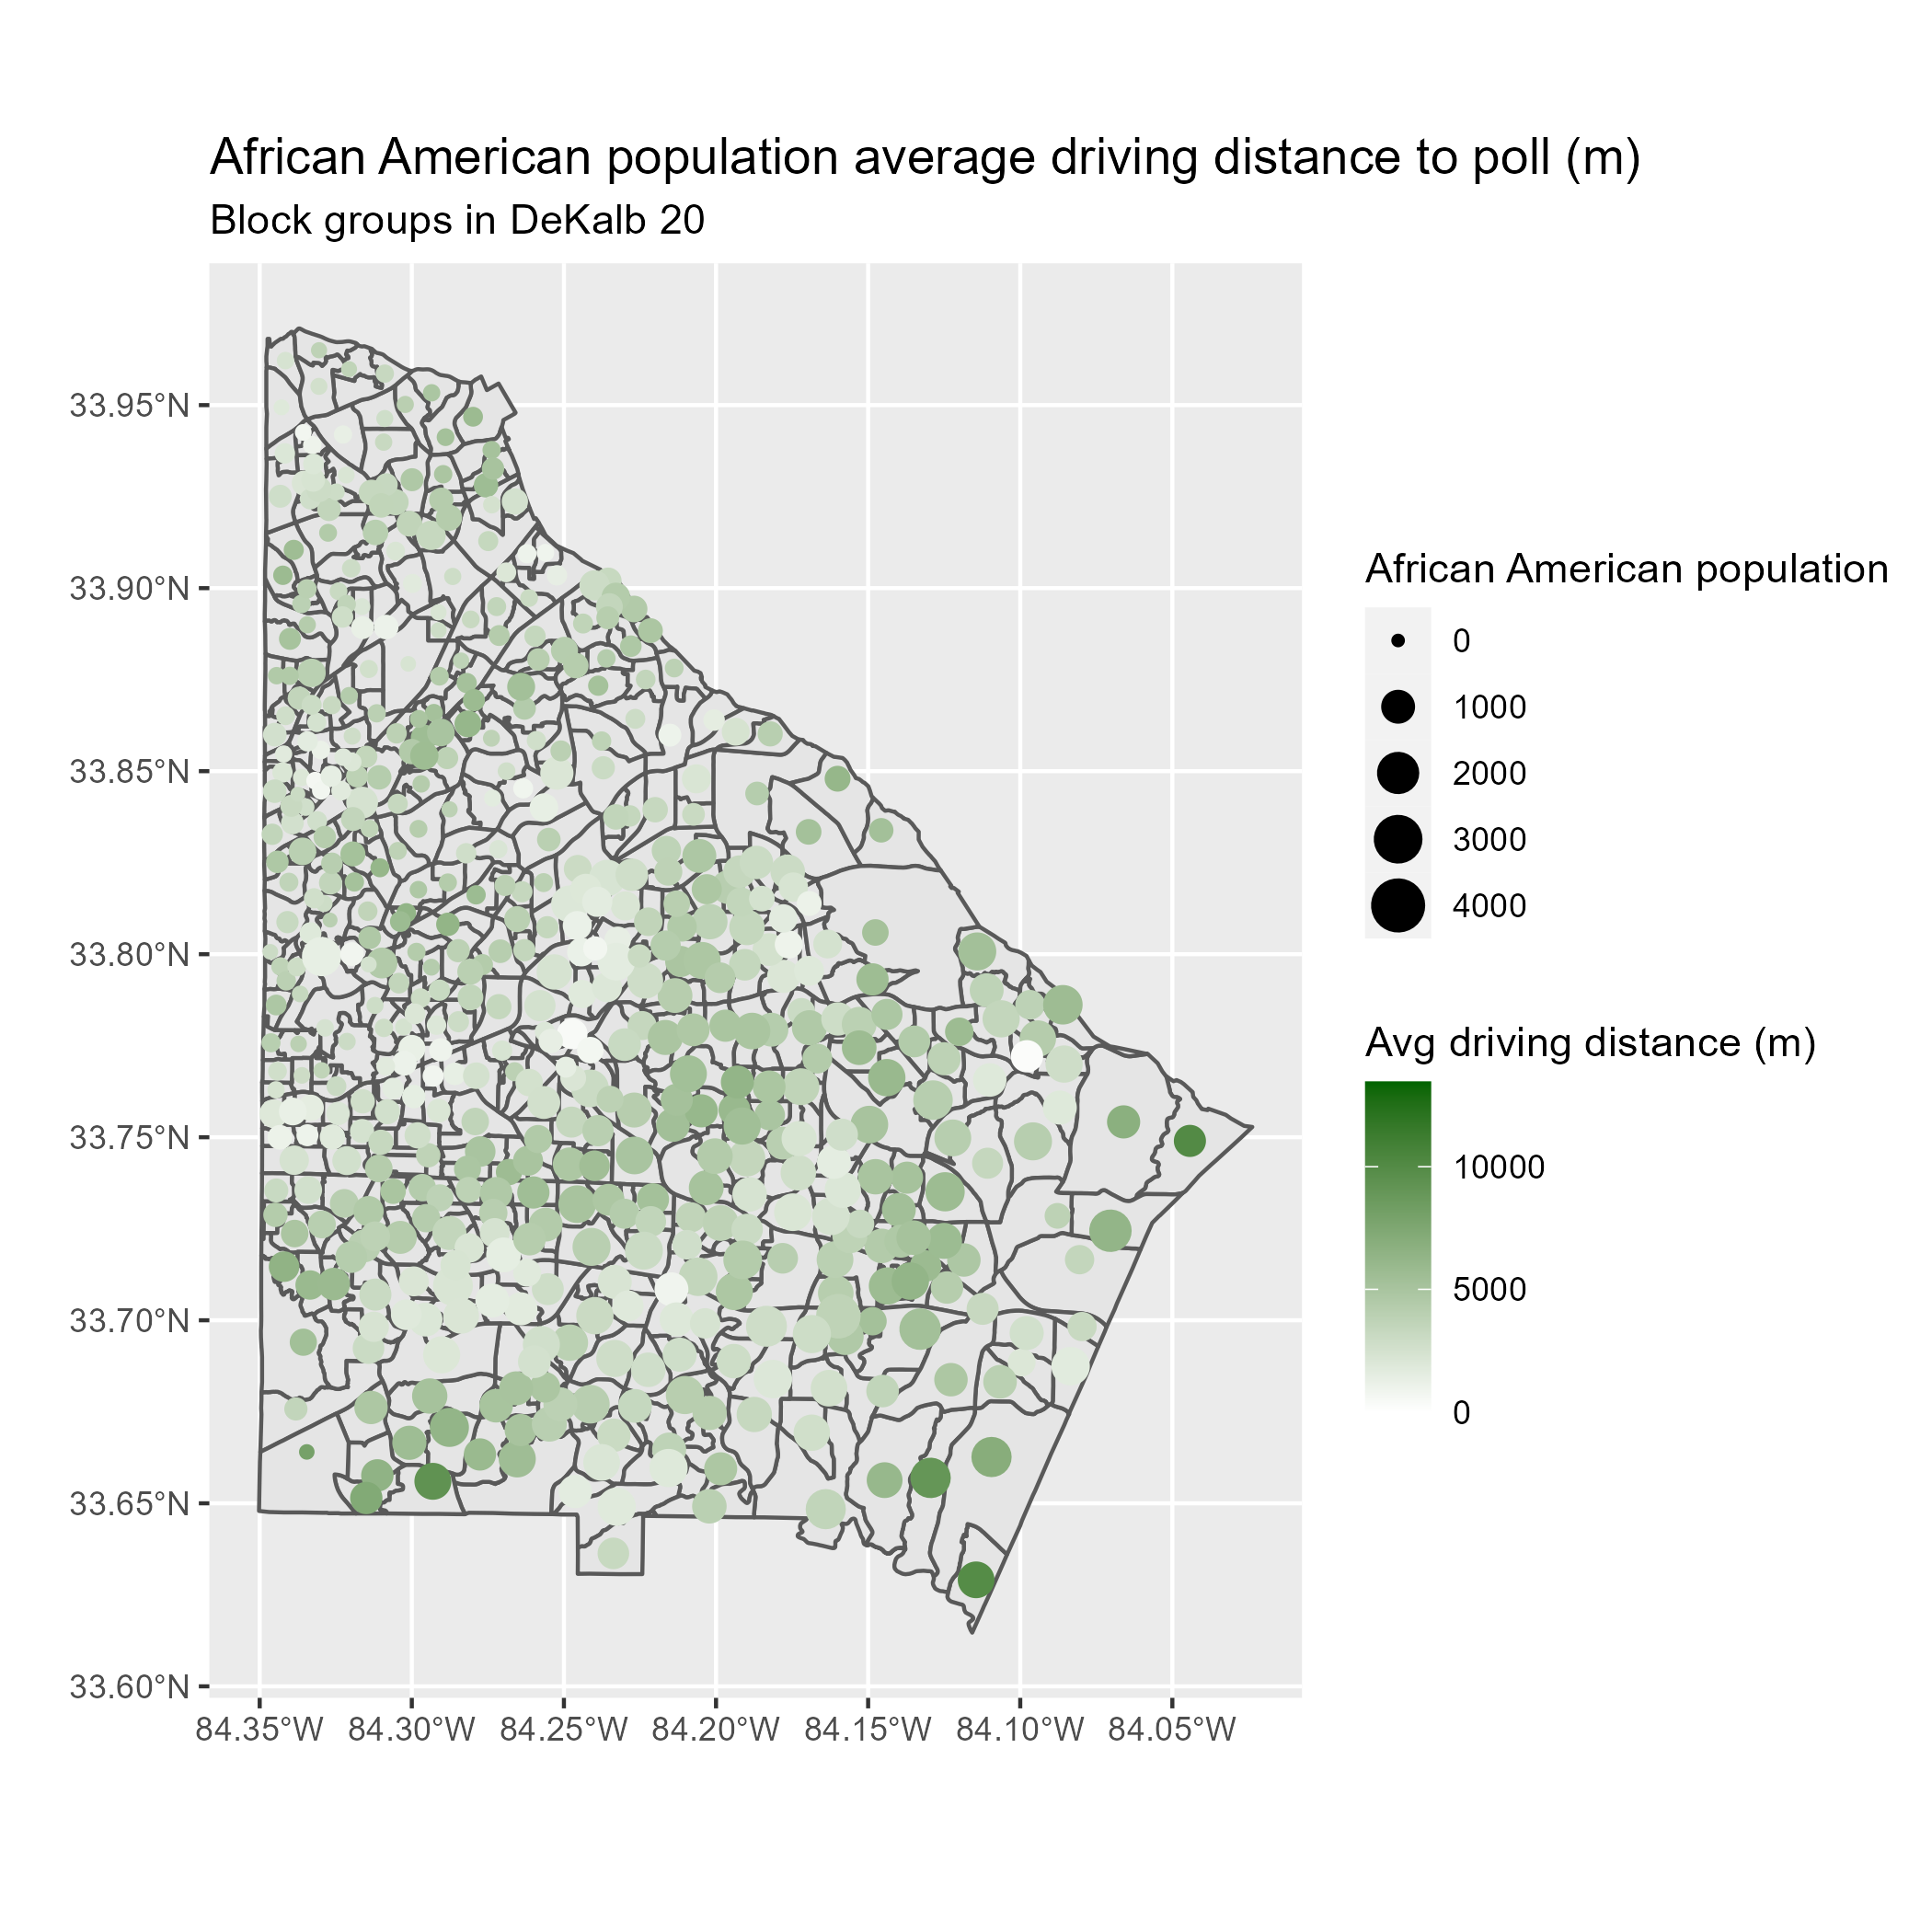 African American population average driving distance to poll (m)
Block groups in DeKalb 20
33.95°N
33.90°N
33.85°N
33.80°N
33.75°N
33.70°N
33.65°N
33.60°N
84.35°W 84.30°W 84.25°W 84.20°W 84.15°W 84.10°W 84.05°W
African American population
0
1000
2000
3000
4000
Avg driving distance (m)
10000
5000
0